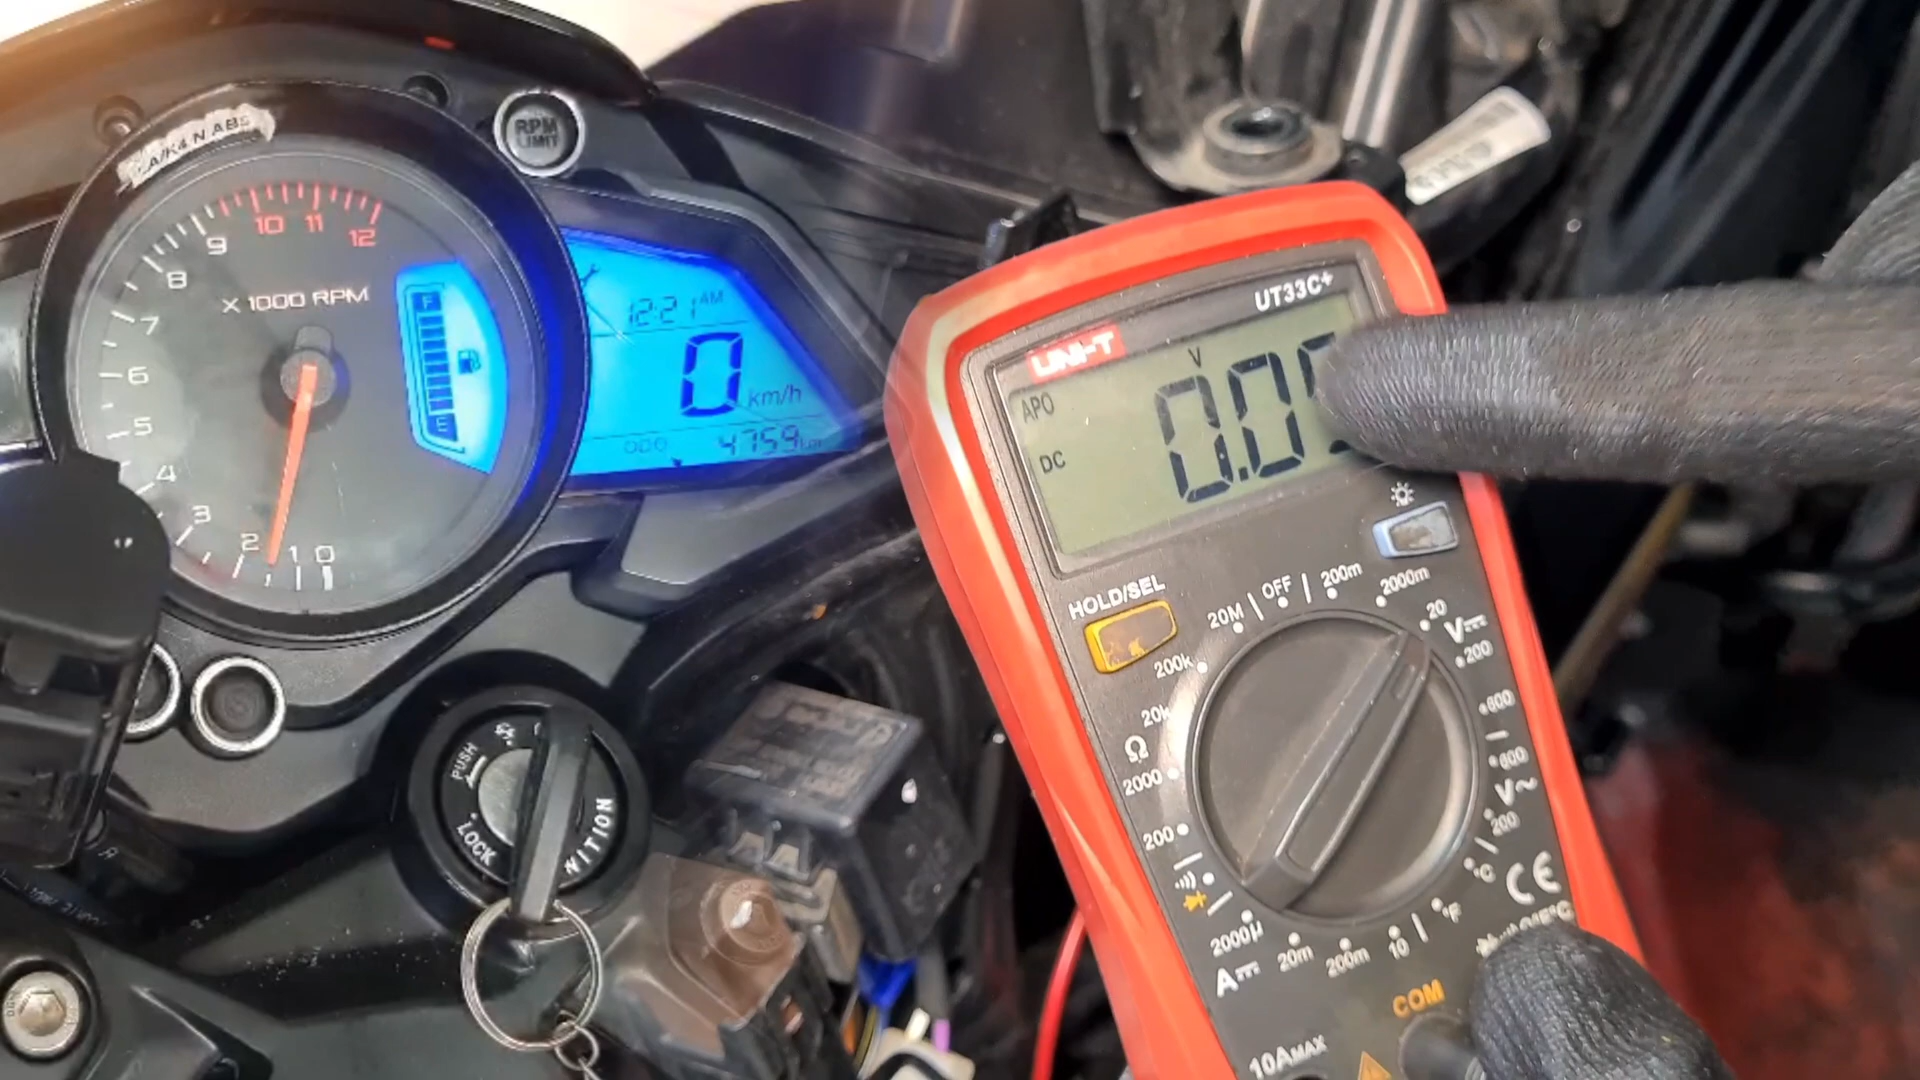 RPM
LIMIT
A/K4 N ABS
X 1000 RPM
0
1
2
3
4
5
6
7
8
9
10
11
12
F
E
12:21 AM
0 km/h
ODO 4759
PUSH
LOCK
UT33C+
UNI-T
APO
V
DC
HOLD/SEL
OFF
200m
2000m
20
V
200
600
600
V~
200
°C
°F
10
200m
20m
2000µ
A
200
2000
Ω
20k
200k
20M
CE
COM
10A MAX